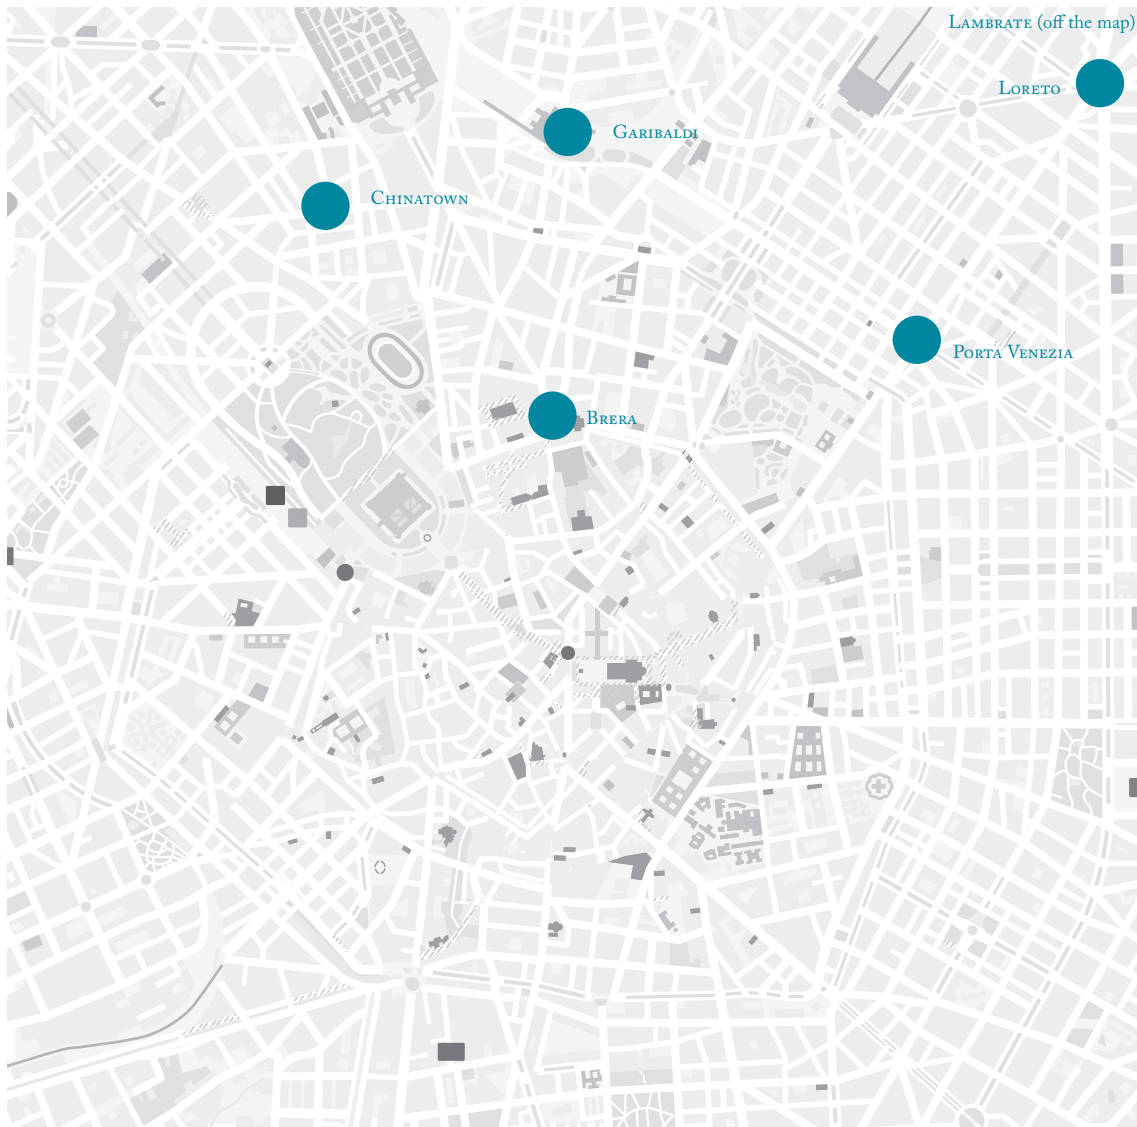 Lambrate (off the map)
Loreto
Garibaldi
Chinatown
Porta Venezia
Brera